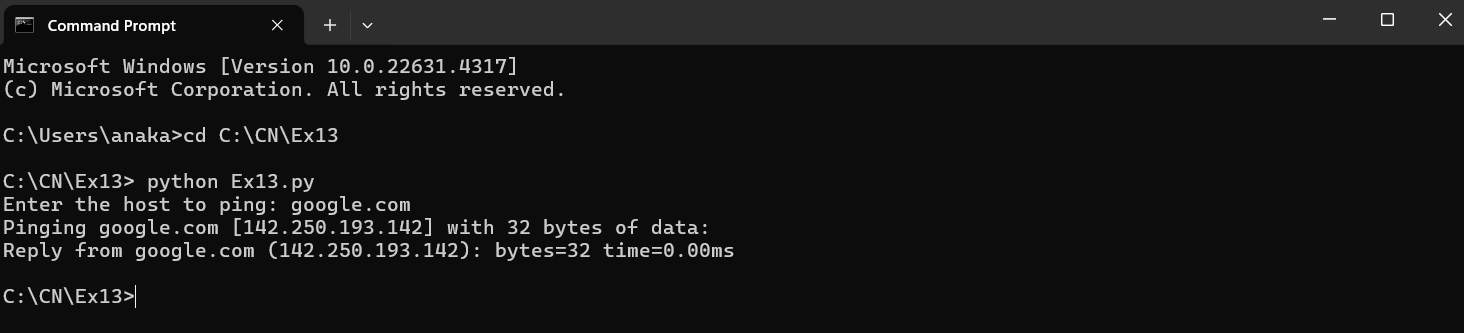 Command Prompt
Microsoft Windows [Version 10.0.22631.4317]
(c) Microsoft Corporation. All rights reserved.
C:\Users\anaka>cd C:\CN\Ex13
C:\CN\Ex13> python Ex13.py
Enter the host to ping: google.com
Pinging google.com [142.250.193.142] with 32 bytes of data:
Reply from google.com (142.250.193.142): bytes=32 time=0.00ms
C:\CN\Ex13>